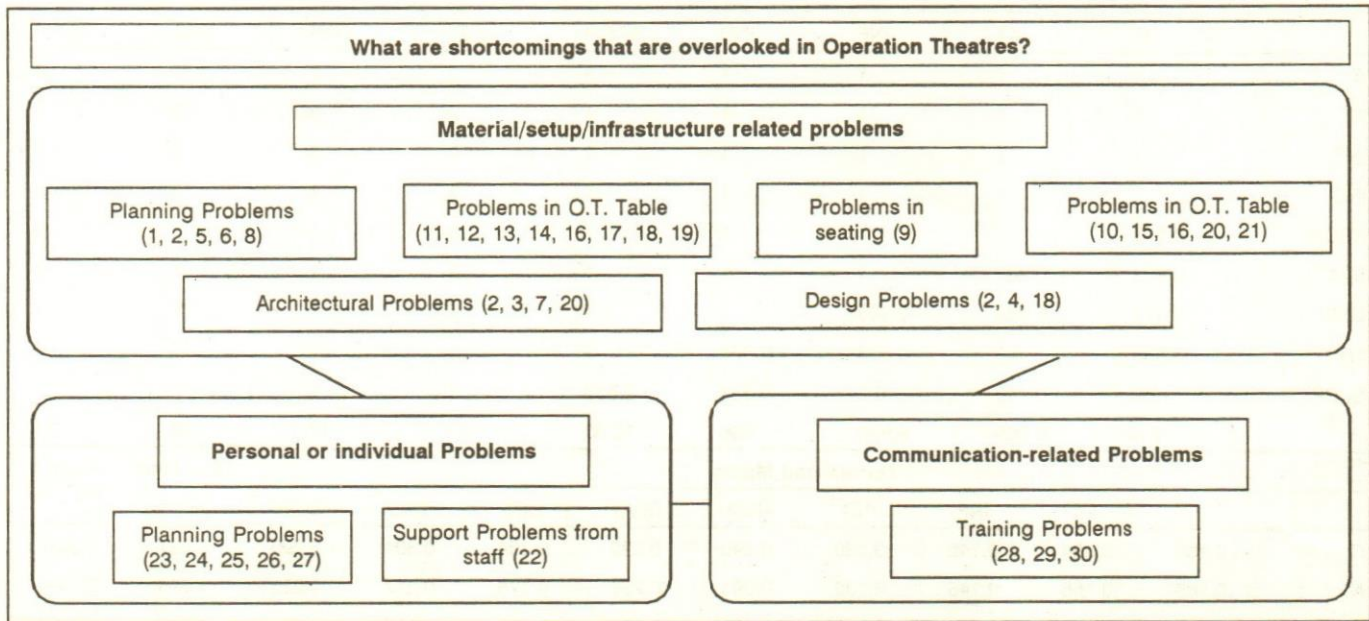 What are shortcomings that are overlooked in Operation Theatres?
Material/setup/infrastructure related problems
Planning Problems
(1, 2, 5, 6, 8)
Problems in O.T. Table
(11, 12, 13, 14, 16, 17, 18, 19)
Problems in
seating (9)
Problems in O.T. Table
(10, 15, 16, 20, 21)
Architectural Problems (2, 3, 7, 20)
Design Problems (2, 4, 18)
Personal or individual Problems
Planning Problems
(23, 24, 25, 26, 27)
Support Problems from
staff (22)
Communication-related Problems
Training Problems
(28, 29, 30)